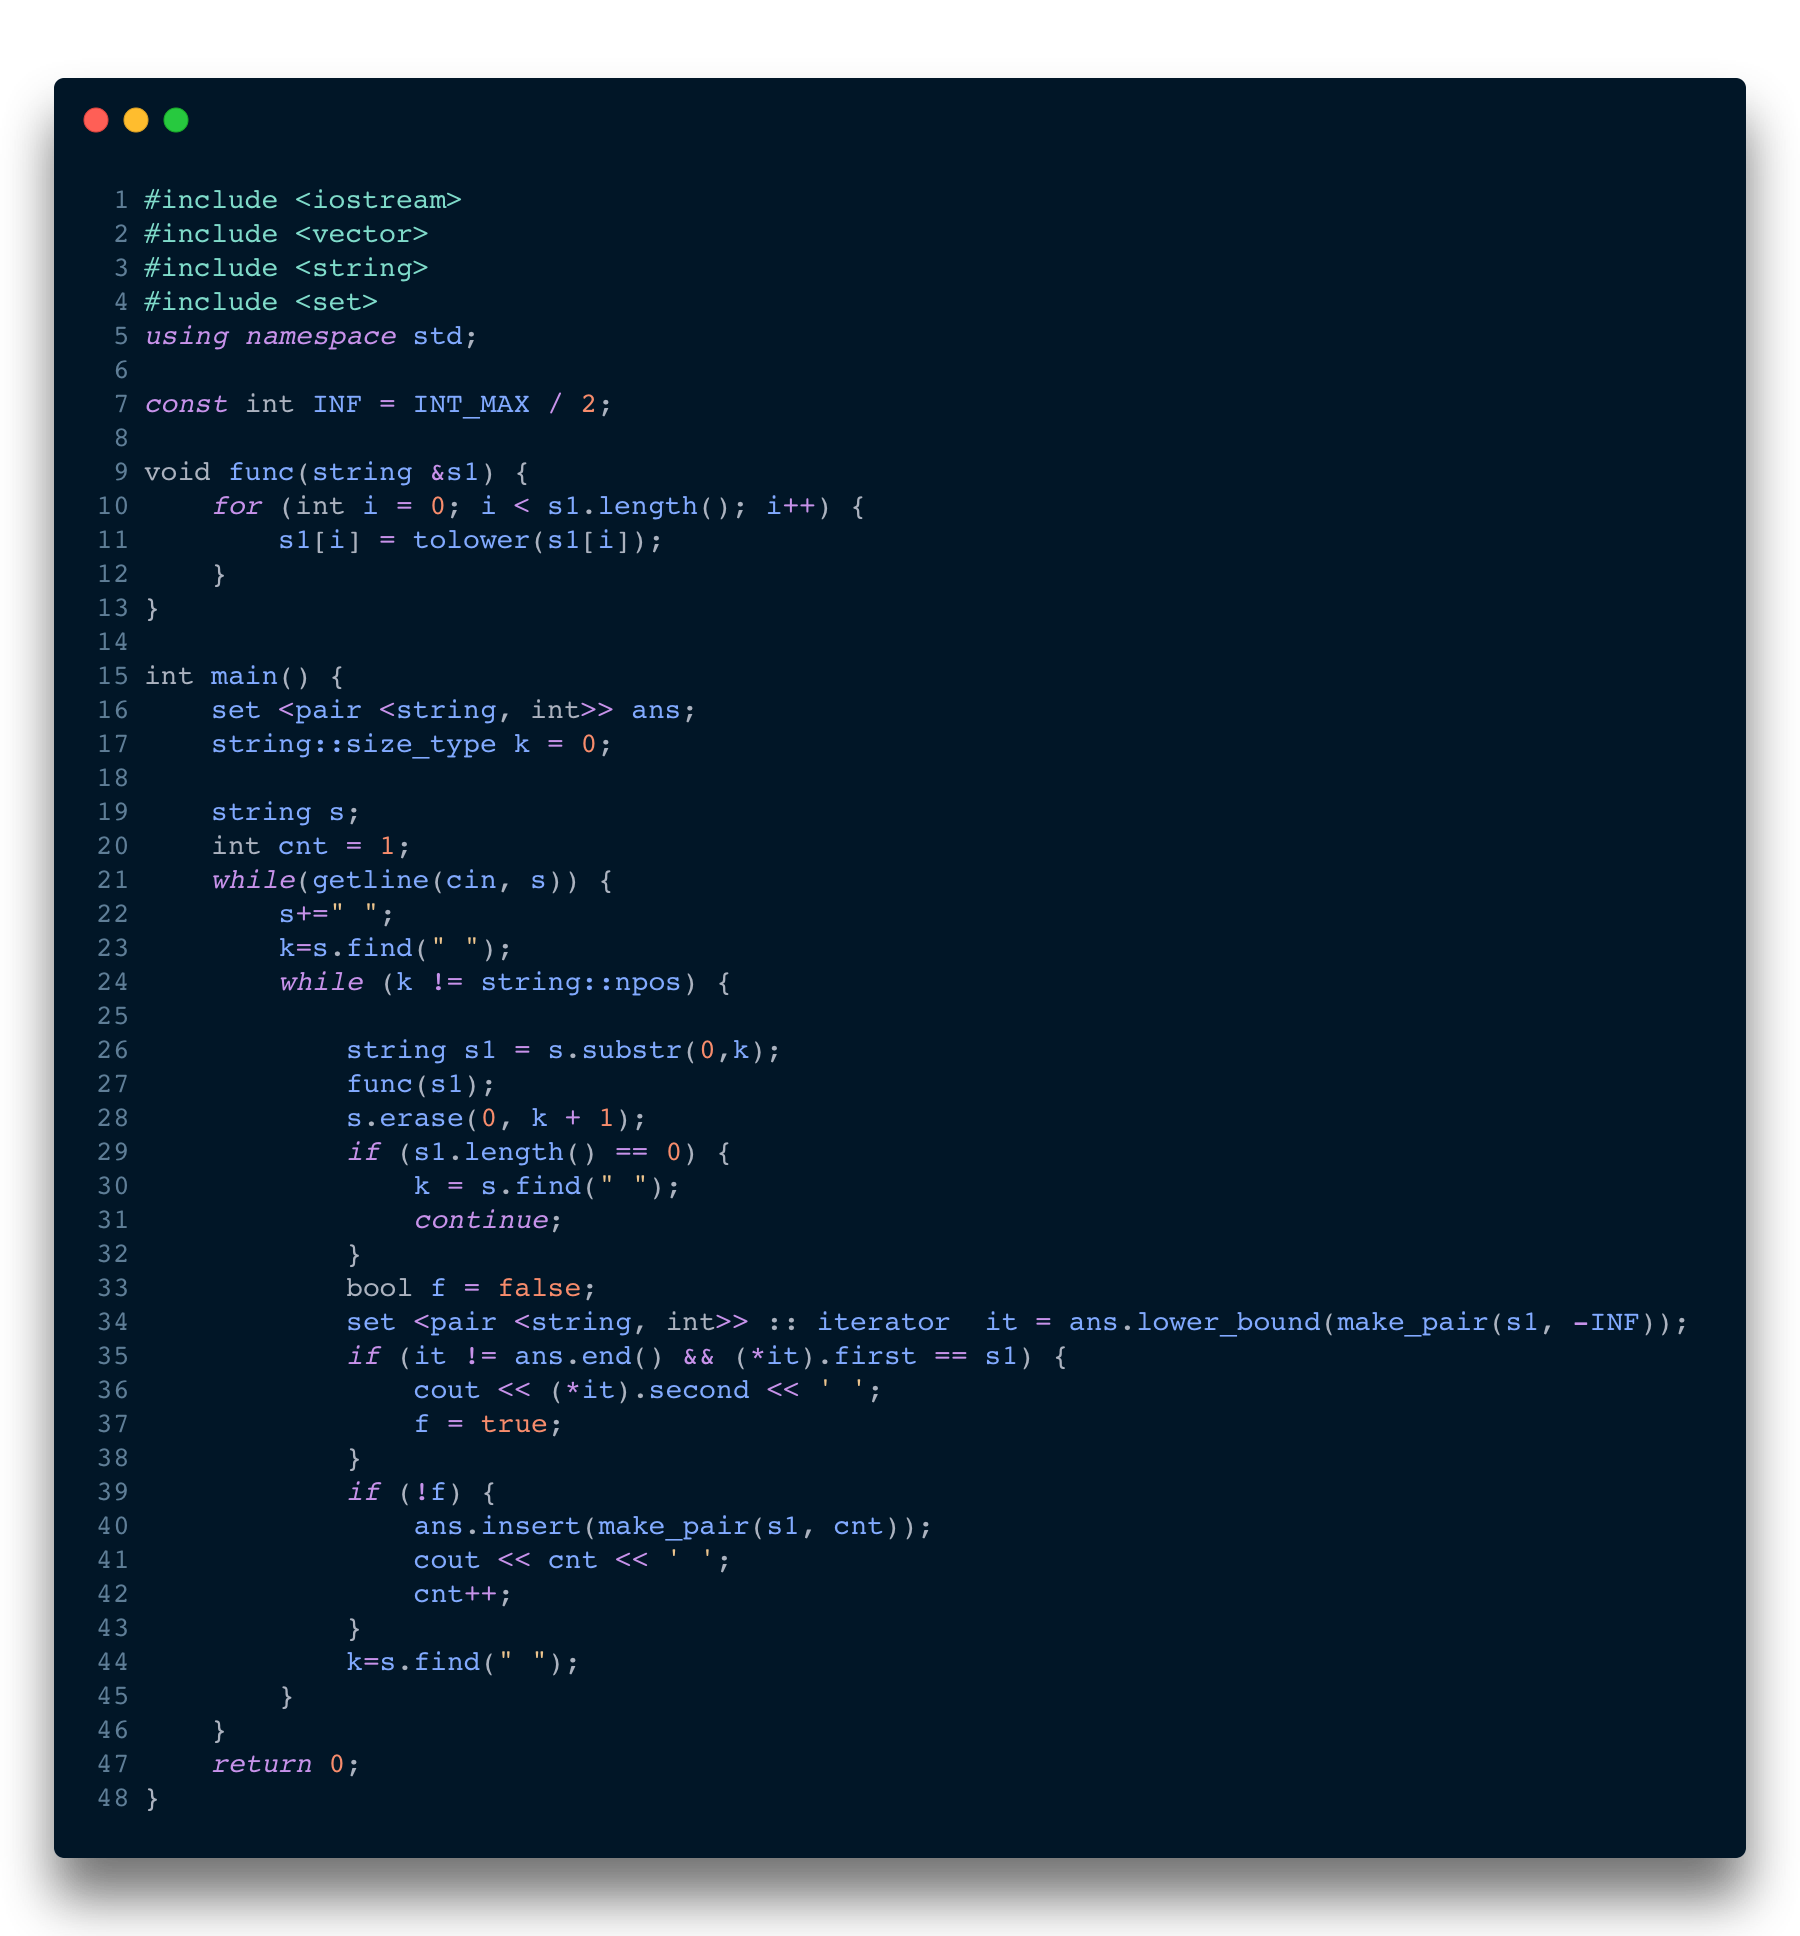 1 #include <iostream>
2 #include <vector>
3 #include <string>
4 #include <set>
5 using namespace std;
6
7 const int INF = INT_MAX / 2;
8
9 void func(string &s1) {
10     for (int i = 0; i < s1.length(); i++) {
11         s1[i] = tolower(s1[i]);
12     }
13 }
14
15 int main() {
16     set <pair <string, int>> ans;
17     string::size_type k = 0;
18
19     string s;
20     int cnt = 1;
21     while(getline(cin, s)) {
22         s+=" ";
23         k=s.find(" ");
24         while (k != string::npos) {
25
26             string s1 = s.substr(0,k);
27             func(s1);
28             s.erase(0, k + 1);
29             if (s1.length() == 0) {
30                 k = s.find(" ");
31                 continue;
32             }
33             bool f = false;
34             set <pair <string, int>> :: iterator  it = ans.lower_bound(make_pair(s1, -INF));
35             if (it != ans.end() && (*it).first == s1) {
36                 cout << (*it).second << ' ';
37                 f = true;
38             }
39             if (!f) {
40                 ans.insert(make_pair(s1, cnt));
41                 cout << cnt << ' ';
42                 cnt++;
43             }
44             k=s.find(" ");
45         }
46     }
47     return 0;
48 }